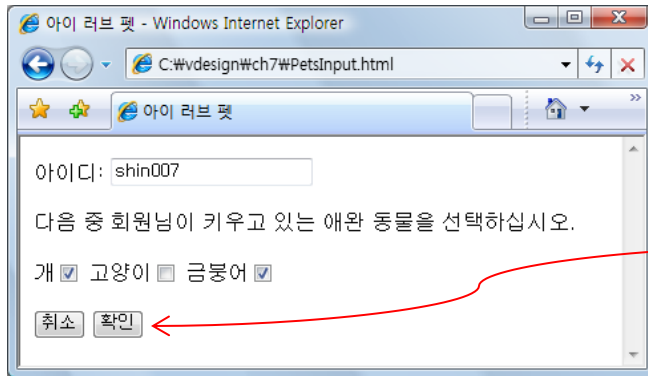 아이 러브 펫 - Windows Internet Explorer
C:₩vdesign₩ch7₩PetsInput.html
아이 러브 펫
아이디: shin007
다음 중 회원님이 키우고 있는 애완 동물을 선택하십시오.
개 고양이 금붕어
취소 확인